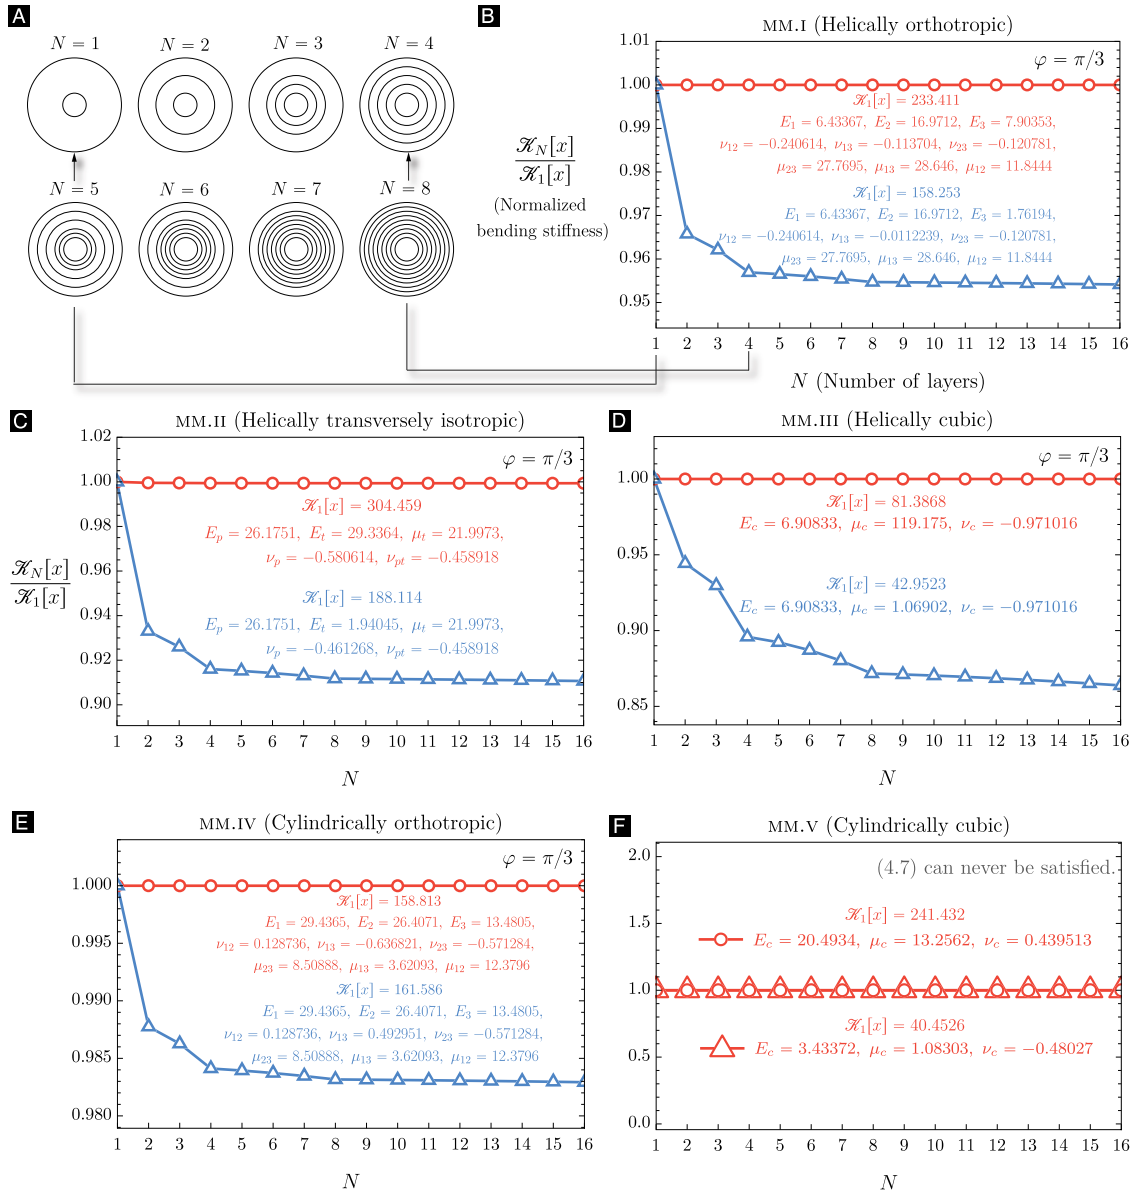 A
N = 1
N = 2
N = 3
N = 4
N = 5
N = 6
N = 7
N = 8
B
MM.I (Helically orthotropic)
φ = π/3
𝒦_N[x]
𝒦_1[x]
(Normalized
bending stiffness)
1.01
1.00
0.99
0.98
0.97
0.96
0.95
𝒦_1[x] = 233.411
E_1 = 6.43367, E_2 = 16.9712, E_3 = 7.90353,
ν_12 = −0.240614, ν_13 = −0.113704, ν_23 = −0.120781,
μ_23 = 27.7695, μ_13 = 28.646, μ_12 = 11.8444
𝒦_1[x] = 158.253
E_1 = 6.43367, E_2 = 16.9712, E_3 = 1.76194,
ν_12 = −0.240614, ν_13 = −0.0112239, ν_23 = −0.120781,
μ_23 = 27.7695, μ_13 = 28.646, μ_12 = 11.8444
1 2 3 4 5 6 7 8 9 10 11 12 13 14 15 16
N (Number of layers)
C
MM.II (Helically transversely isotropic)
φ = π/3
𝒦_N[x]
𝒦_1[x]
1.02
1.00
0.98
0.96
0.94
0.92
0.90
𝒦_1[x] = 304.459
E_p = 26.1751, E_t = 29.3364, μ_t = 21.9973,
ν_p = −0.580614, ν_pt = −0.458918
𝒦_1[x] = 188.114
E_p = 26.1751, E_t = 1.94045, μ_t = 21.9973,
ν_p = −0.461268, ν_pt = −0.458918
1 2 3 4 5 6 7 8 9 10 11 12 13 14 15 16
N
D
MM.III (Helically cubic)
φ = π/3
1.00
0.95
0.90
0.85
𝒦_1[x] = 81.3868
E_c = 6.90833, μ_c = 119.175, ν_c = −0.971016
𝒦_1[x] = 42.9523
E_c = 6.90833, μ_c = 1.06902, ν_c = −0.971016
1 2 3 4 5 6 7 8 9 10 11 12 13 14 15 16
N
E
MM.IV (Cylindrically orthotropic)
φ = π/3
1.000
0.995
0.990
0.985
0.980
𝒦_1[x] = 158.813
E_1 = 29.4365, E_2 = 26.4071, E_3 = 13.4805,
ν_12 = 0.128736, ν_13 = −0.636821, ν_23 = −0.571284,
μ_23 = 8.50888, μ_13 = 3.62093, μ_12 = 12.3796
𝒦_1[x] = 161.586
E_1 = 29.4365, E_2 = 26.4071, E_3 = 13.4805,
ν_12 = 0.128736, ν_13 = 0.492951, ν_23 = −0.571284,
μ_23 = 8.50888, μ_13 = 3.62093, μ_12 = 12.3796
1 2 3 4 5 6 7 8 9 10 11 12 13 14 15 16
N
F
MM.V (Cylindrically cubic)
(4.7) can never be satisfied.
2.0
1.5
1.0
0.5
0.0
𝒦_1[x] = 241.432
E_c = 20.4934, μ_c = 13.2562, ν_c = 0.439513
𝒦_1[x] = 40.4526
E_c = 3.43372, μ_c = 1.08303, ν_c = −0.48027
1 2 3 4 5 6 7 8 9 10 11 12 13 14 15 16
N